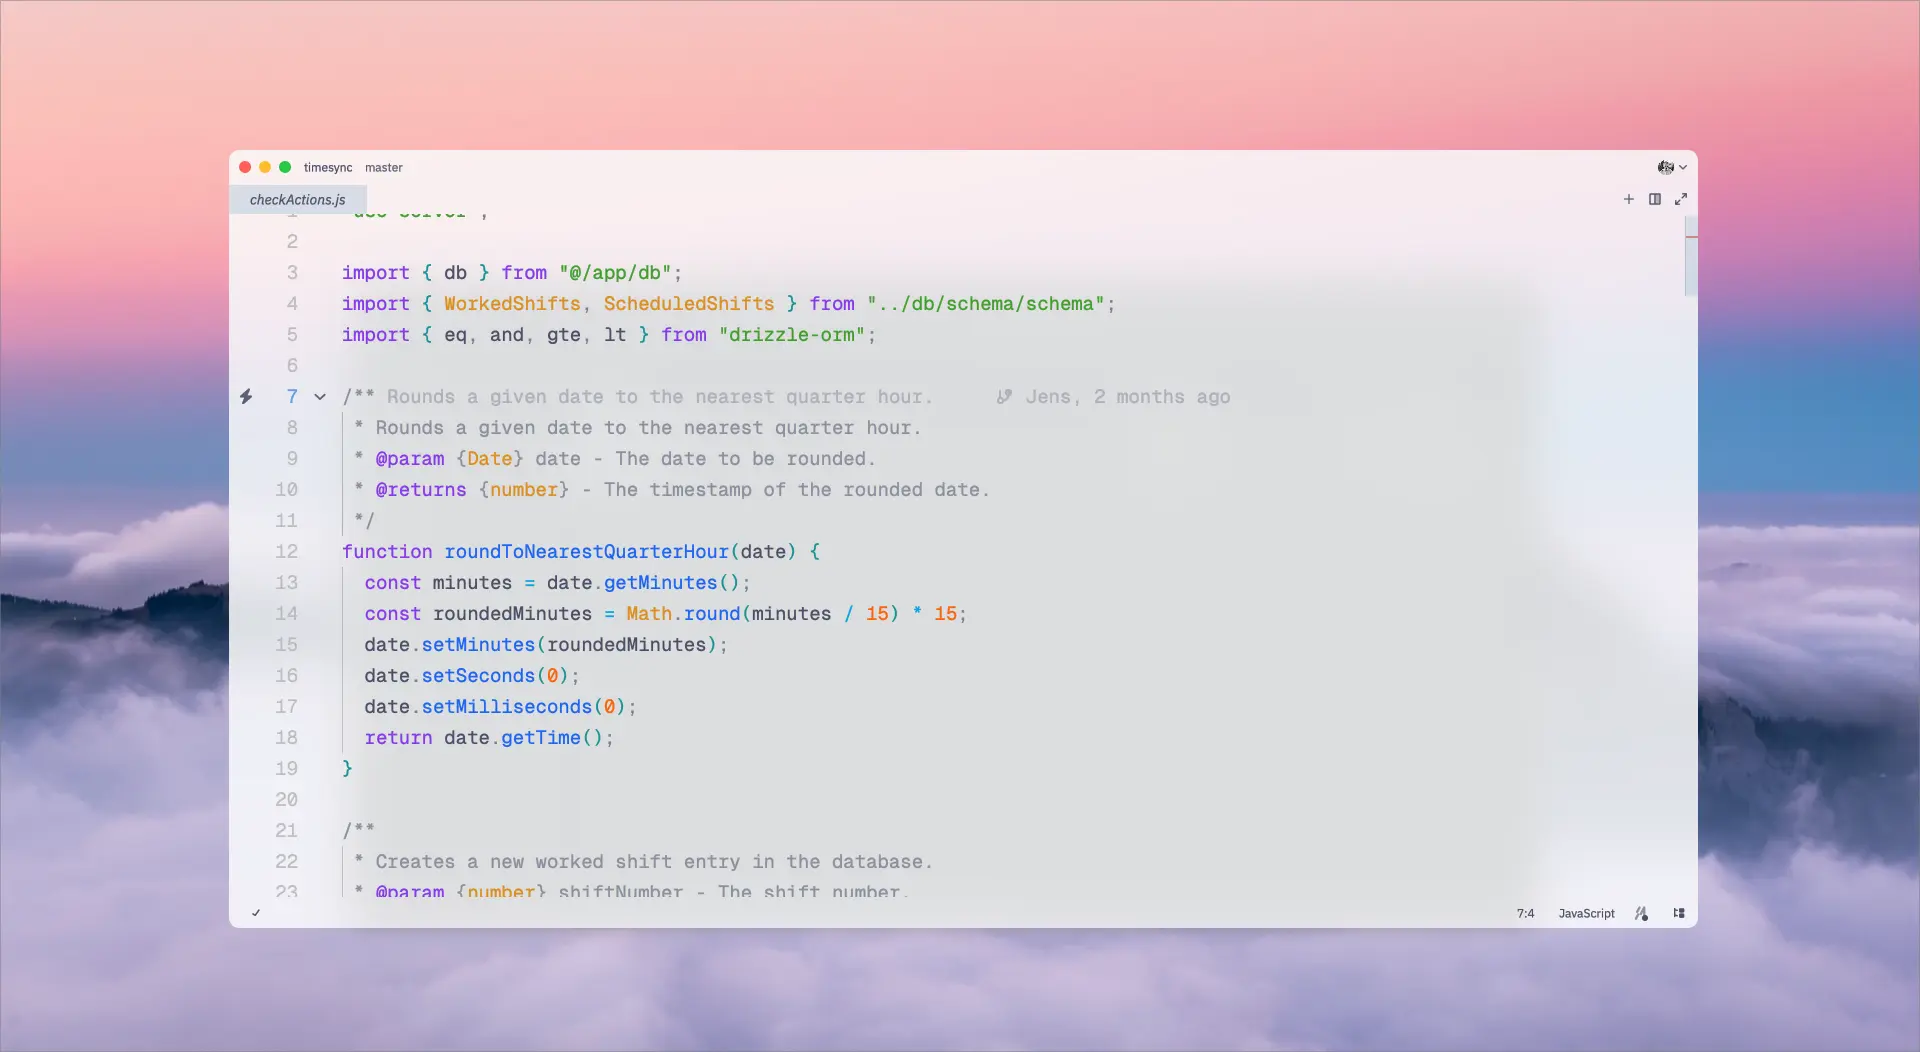 timesync master
checkActions.js
1 "use server";
2
3 import { db } from "@/app/db";
4 import { WorkedShifts, ScheduledShifts } from "../db/schema/schema";
5 import { eq, and, gte, lt } from "drizzle-orm";
6
7 /** Rounds a given date to the nearest quarter hour. Jens, 2 months ago
8 * Rounds a given date to the nearest quarter hour.
9 * @param {Date} date - The date to be rounded.
10 * @returns {number} - The timestamp of the rounded date.
11 */
12 function roundToNearestQuarterHour(date) {
13 const minutes = date.getMinutes();
14 const roundedMinutes = Math.round(minutes / 15) * 15;
15 date.setMinutes(roundedMinutes);
16 date.setSeconds(0);
17 date.setMilliseconds(0);
18 return date.getTime();
19 }
20
21 /**
22 * Creates a new worked shift entry in the database.
23 * @param {number} shiftNumber - The shift number.
7:4 JavaScript